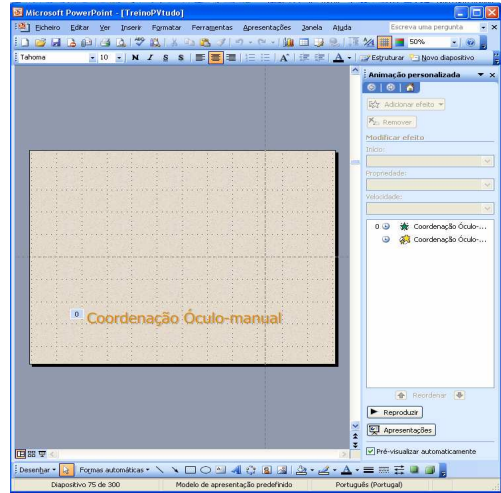 Microsoft PowerPoint - [TreinoPVtudo]
Ficheiro Editar Ver Inserir Formatar Ferramentas Apresentações Janela Ajuda Escreva uma pergunta
50%
Tahoma 10 N I S S A Estruturar Novo diapositivo
Animação personalizada
Adicionar efeito
Remover
Modificar efeito
Início:
Propriedade:
Velocidade:
0 Coordenação Óculo-...
Coordenação Óculo-...
0
Coordenação Óculo-manual
Reordenar
Reproduzir
Apresentações
Pré-visualizar automaticamente
Desenhar Formas automáticas
Diapositivo 75 de 300 Modelo de apresentação predefinido Português (Portugal)